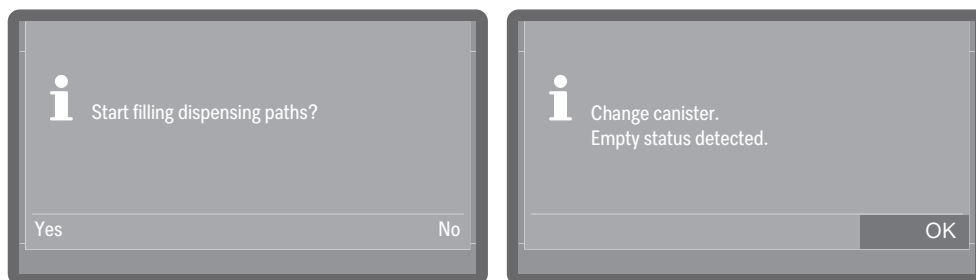 Start filling dispensing paths?
Yes
No
Change canister.
Empty status detected.
OK